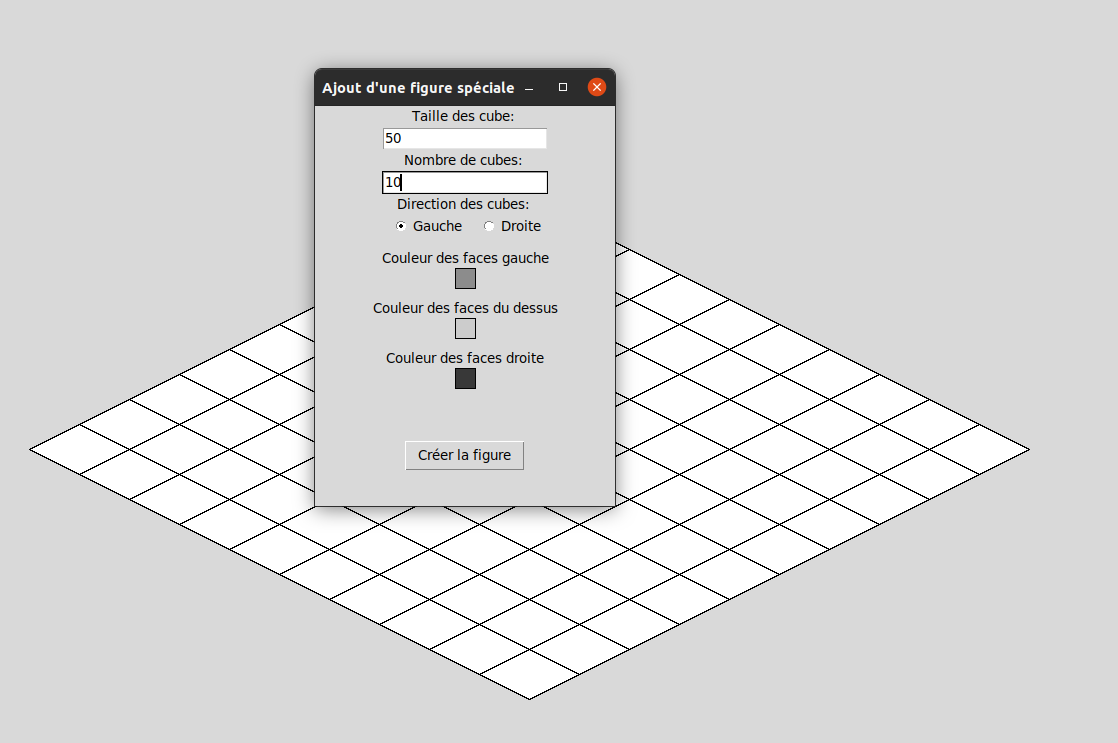 Ajout d'une figure spéciale
Taille des cube:
50
Nombre de cubes:
10
Direction des cubes:
Gauche Droite
Couleur des faces gauche
Couleur des faces du dessus
Couleur des faces droite
Créer la figure